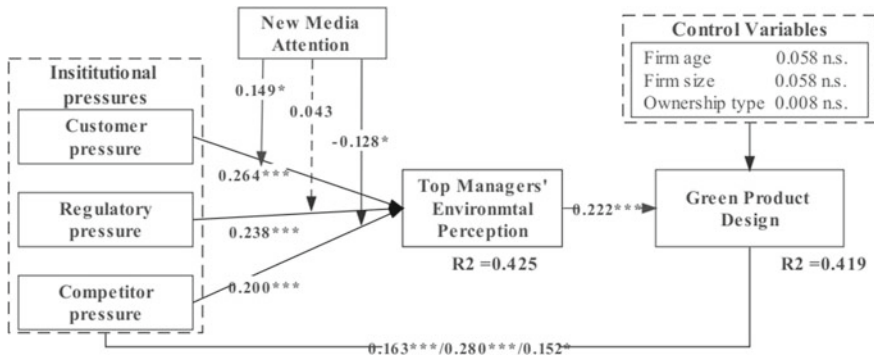 New Media
Attention
Control Variables
Firm age 0.058 n.s.
Firm size 0.058 n.s.
Ownership type 0.008 n.s.
Insititutional
pressures
0.149*
0.043
-0.128*
Customer
pressure
0.264***
Regulatory
pressure
0.238***
Competitor
pressure
0.200***
Top Managers'
Environmtal
Perception
R2 =0.425
0.222***
Green Product
Design
R2 =0.419
0.163***/0.280***/0.152*